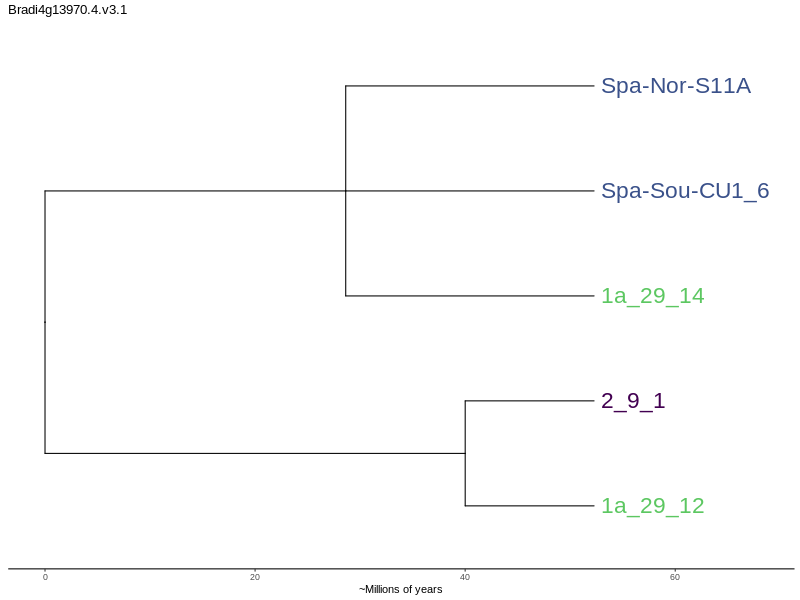 Bradi4g13970.4.v3.1
Spa-Nor-S11A
Spa-Sou-CU1_6
1a_29_14
2_9_1
1a_29_12
0 20 40 60
~Millions of years